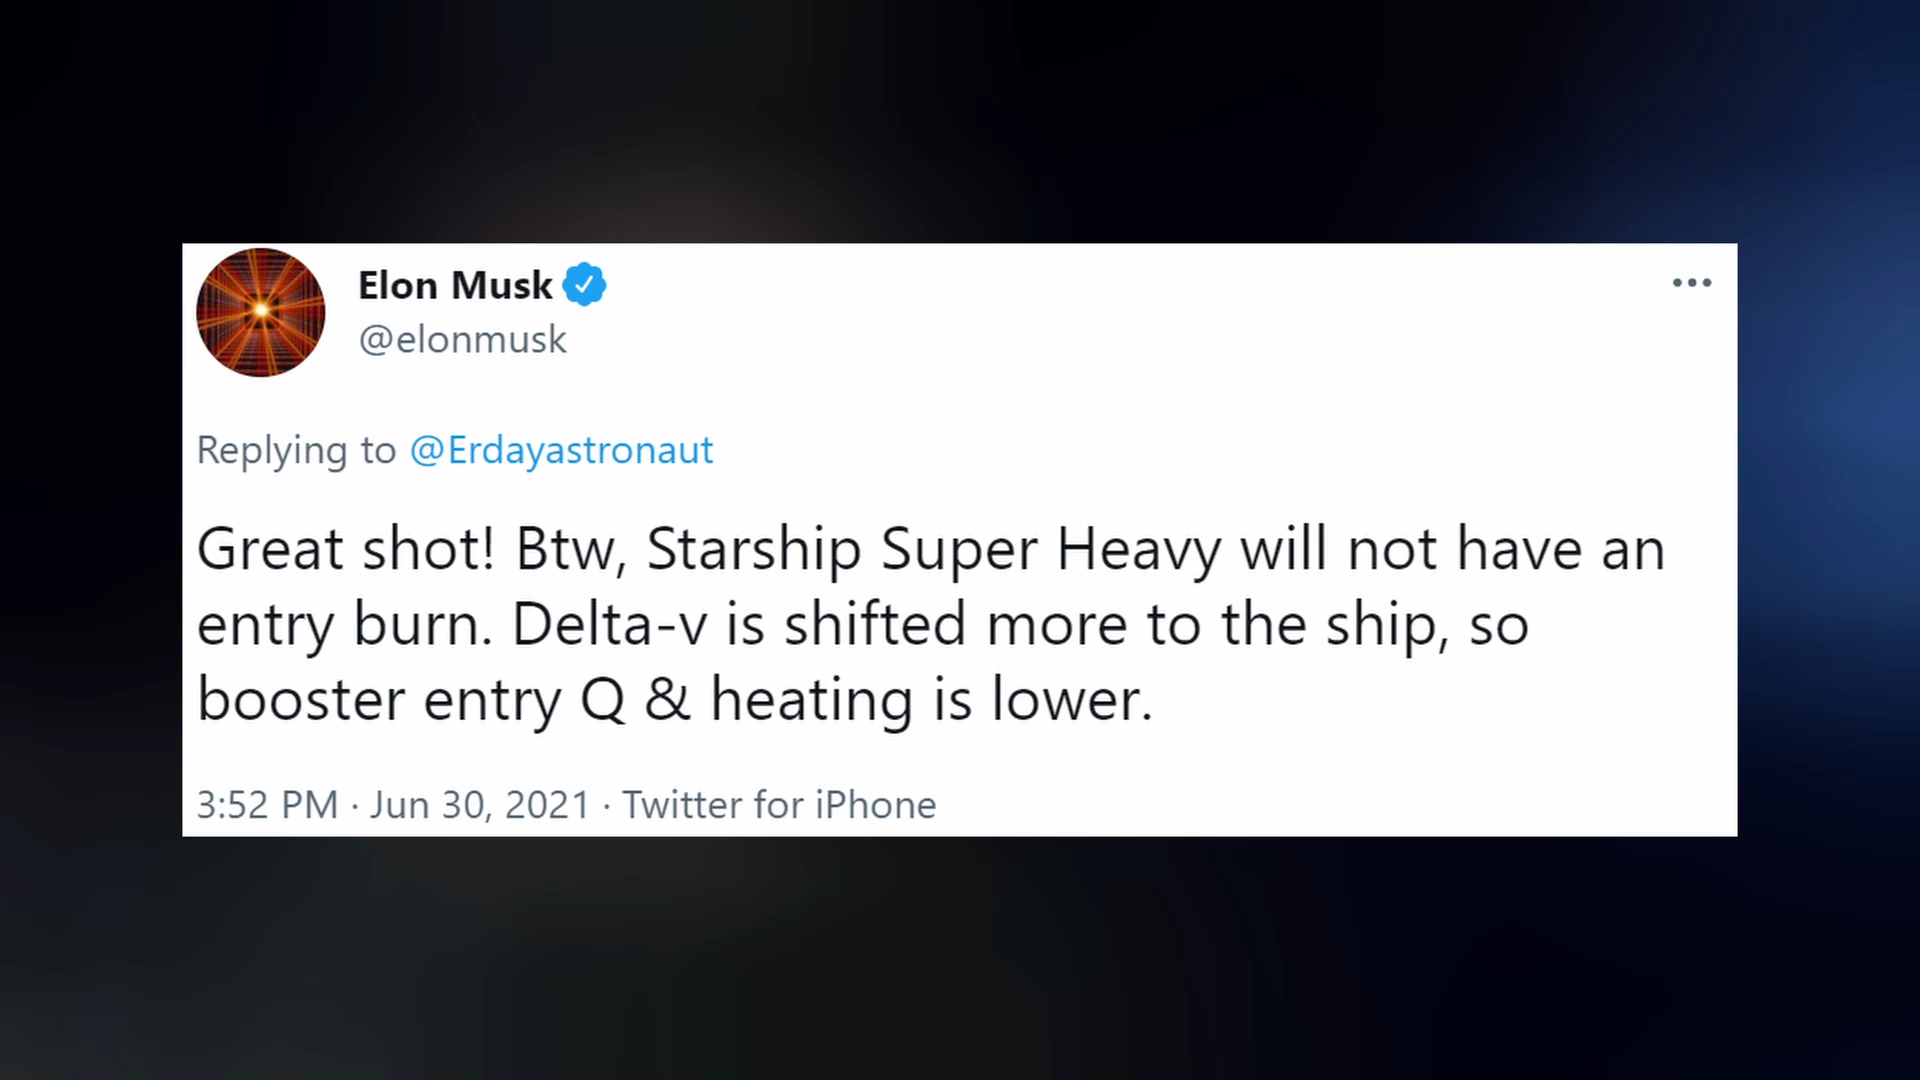 Elon Musk
@elonmusk
Replying to @Erdayastronaut
Great shot! Btw, Starship Super Heavy will not have an
entry burn. Delta-v is shifted more to the ship, so
booster entry Q & heating is lower.
3:52 PM · Jun 30, 2021 · Twitter for iPhone